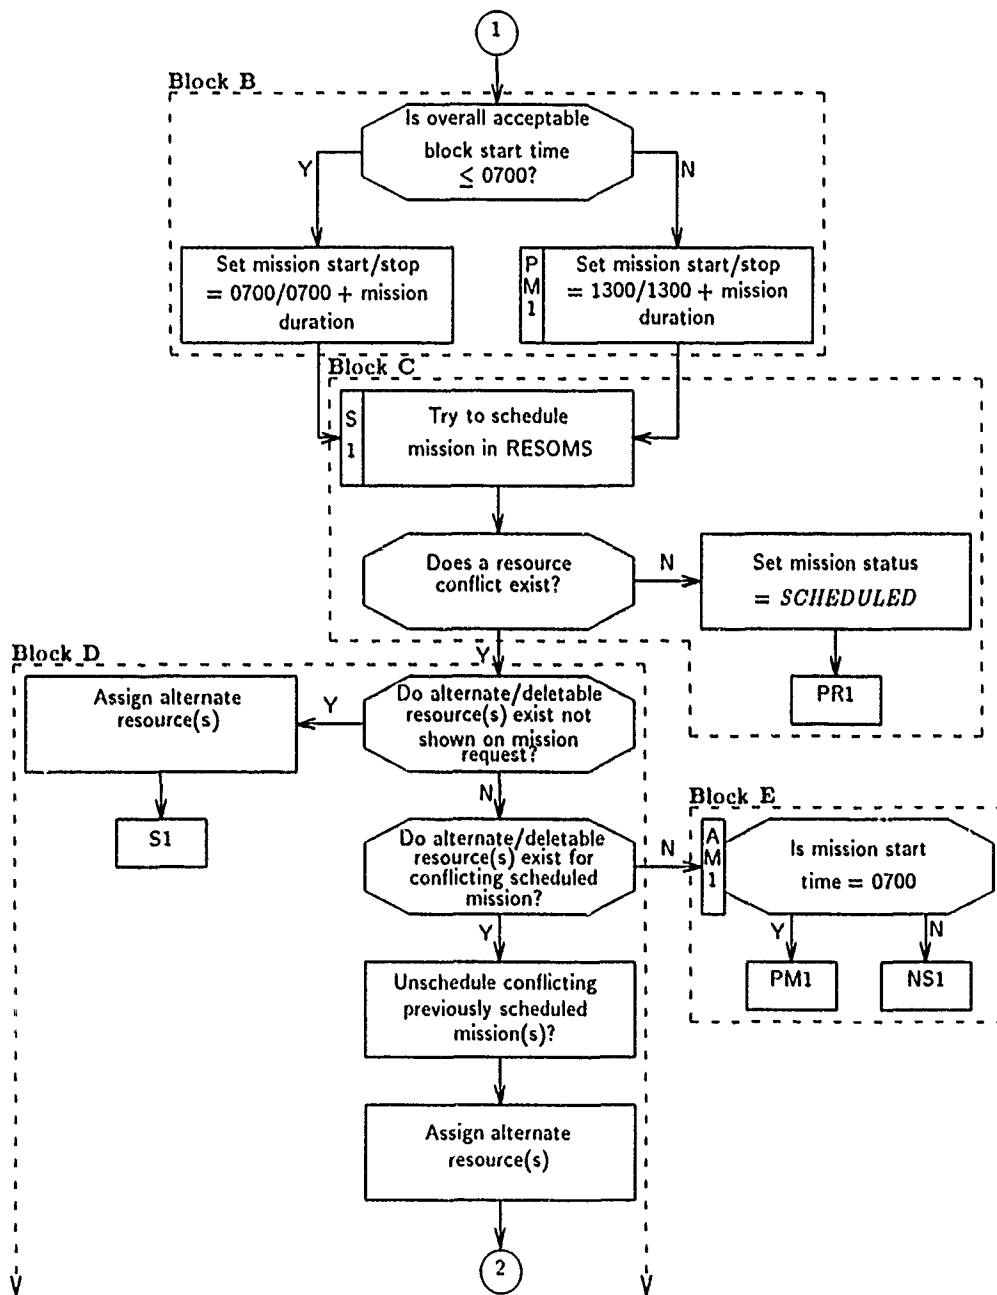 1
Block B
Is overall acceptable
block start time
≤ 0700?
Y
N
Set mission start/stop
= 0700/0700 + mission
duration
P
M
1
Set mission start/stop
= 1300/1300 + mission
duration
Block C
S
1
Try to schedule
mission in RESOMS
Does a resource
conflict exist?
N
Set mission status
= SCHEDULED
Y
PR1
Block D
Assign alternate
resource(s)
Y
Do alternate/deletable
resource(s) exist not
shown on mission
request?
S1
N
Do alternate/deletable
resource(s) exist for
conflicting scheduled
mission?
N
Block E
A
M
1
Is mission start
time = 0700
Y
N
PM1
NS1
Y
Unschedule conflicting
previously scheduled
mission(s)?
Assign alternate
resource(s)
2